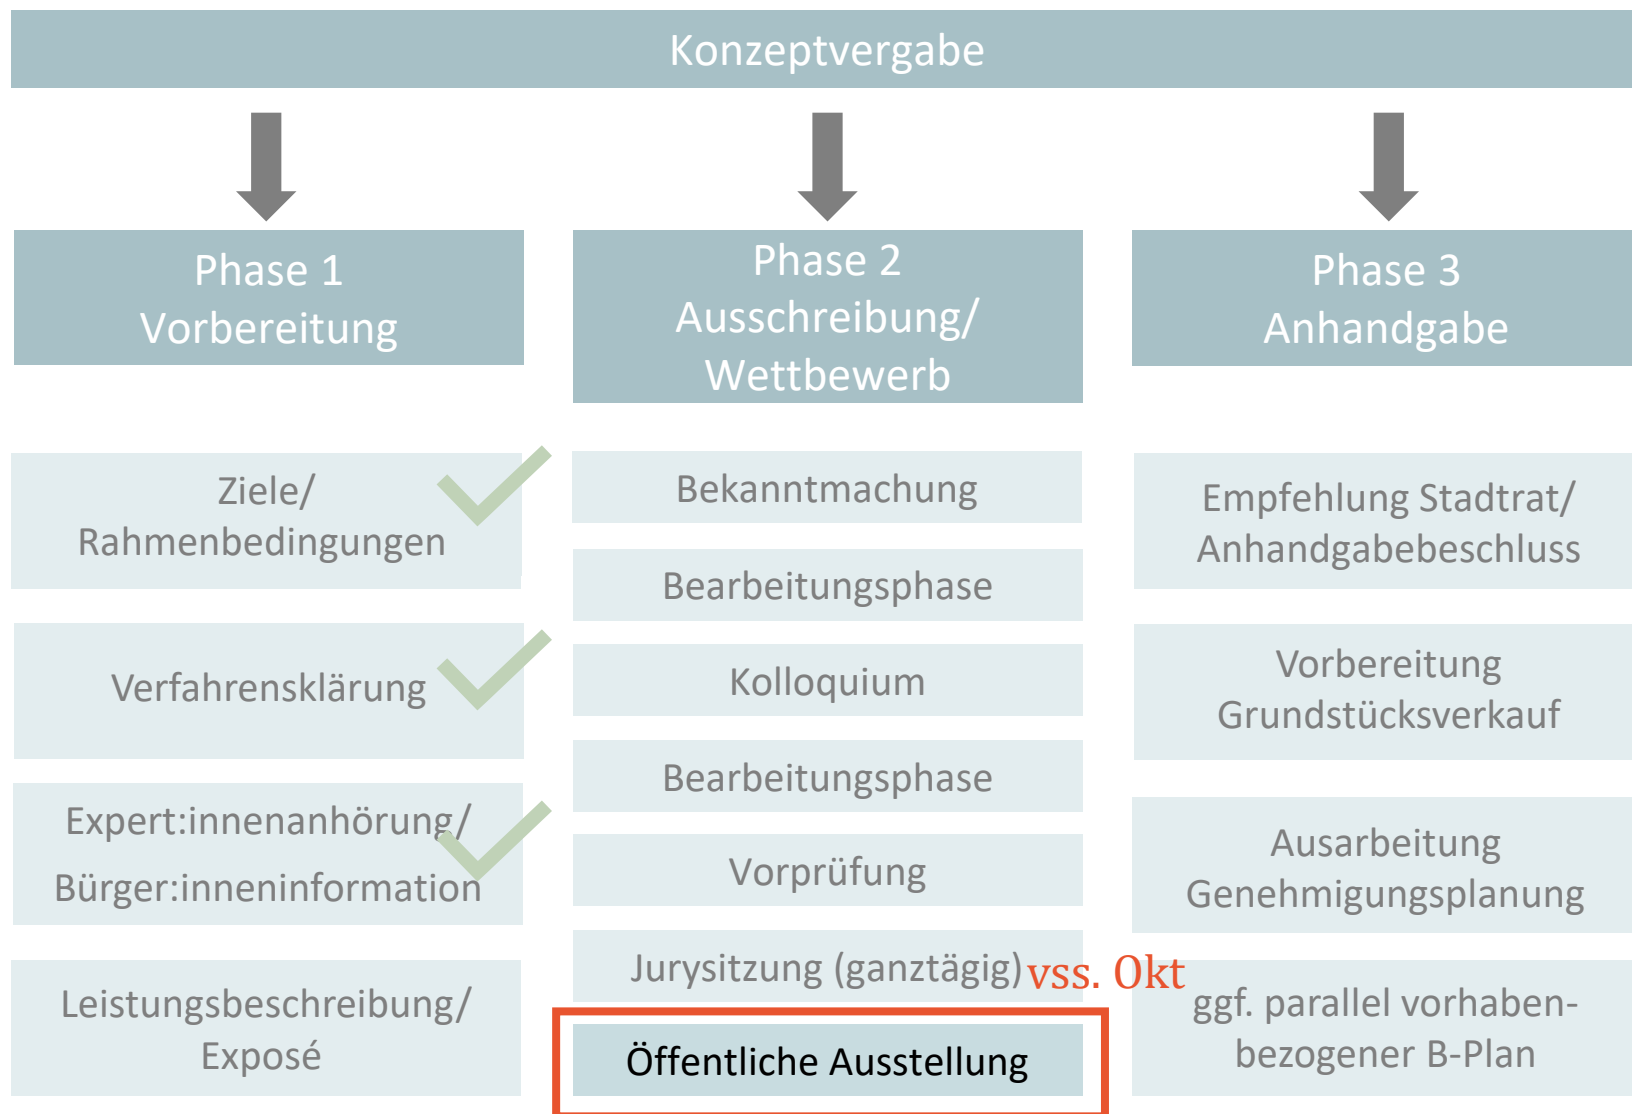 Konzeptvergabe
Phase 1
Vorbereitung
Ziele/
Rahmenbedingungen
Verfahrensklärung
Expert:innenanhörung/
Bürger:inneninformation
Leistungsbeschreibung/
Exposé
Phase 2
Ausschreibung/
Wettbewerb
Bekanntmachung
Bearbeitungsphase
Kolloquium
Bearbeitungsphase
Vorprüfung
Jurysitzung (ganztägig) vss. Okt
Öffentliche Ausstellung
Phase 3
Anhandgabe
Empfehlung Stadtrat/
Anhandgabebeschluss
Vorbereitung
Grundstücksverkauf
Ausarbeitung
Genehmigungsplanung
ggf. parallel vorhaben-
bezogener B-Plan